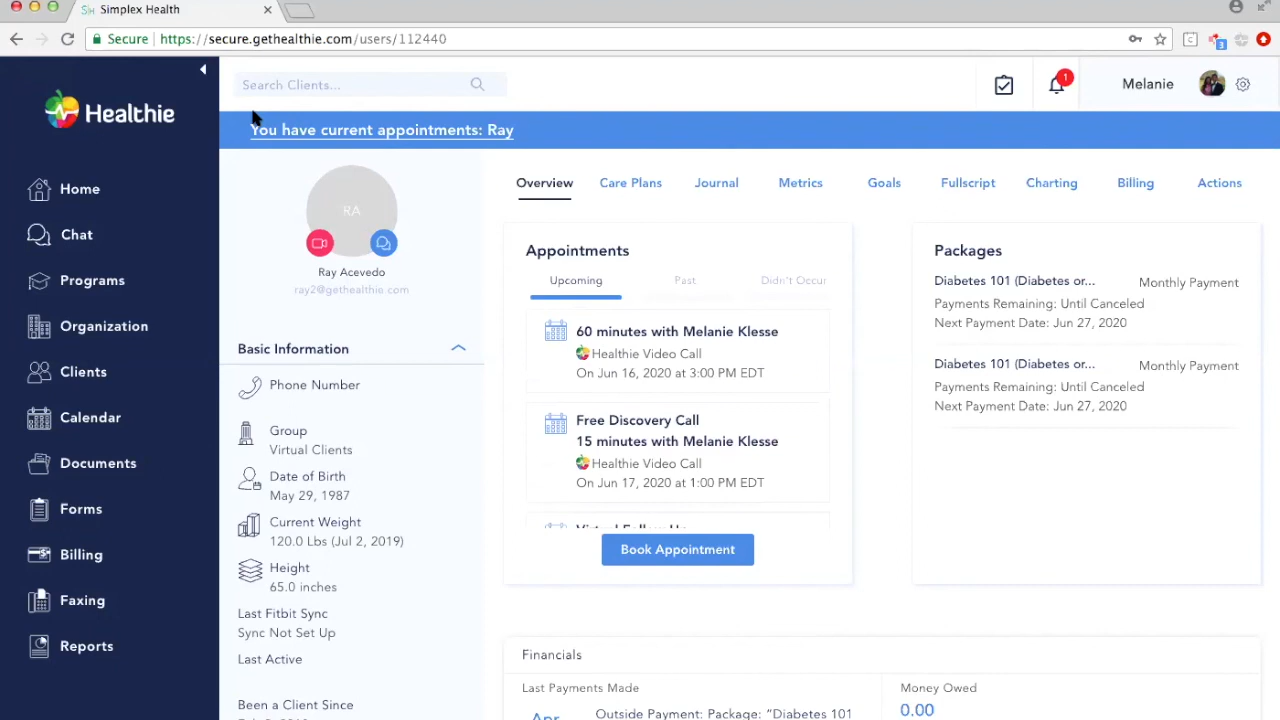 Simplex Health
Secure | https://secure.gethealthie.com/users/112440
3
Healthie
Search Clients...
1
Melanie
You have current appointments: Ray
Home
Chat
Programs
Organization
Clients
Calendar
Documents
Forms
Billing
Faxing
Reports
RA
Ray Acevedo
ray2@gethealthie.com
Basic Information
Phone Number
Group
Virtual Clients
Date of Birth
May 29, 1987
Current Weight
120.0 Lbs (Jul 2, 2019)
Height
65.0 inches
Last Fitbit Sync
Sync Not Set Up
Last Active
Been a Client Since
Overview Care Plans Journal Metrics Goals Fullscript Charting Billing Actions
Appointments
Upcoming Past Didn't Occur
60 minutes with Melanie Klesse
Healthie Video Call
On Jun 16, 2020 at 3:00 PM EDT
Free Discovery Call
15 minutes with Melanie Klesse
Healthie Video Call
On Jun 17, 2020 at 1:00 PM EDT
Book Appointment
Packages
Diabetes 101 (Diabetes or... Monthly Payment
Payments Remaining: Until Canceled
Next Payment Date: Jun 27, 2020
Diabetes 101 (Diabetes or... Monthly Payment
Payments Remaining: Until Canceled
Next Payment Date: Jun 27, 2020
Financials
Last Payments Made
Apr Outside Payment: Package: "Diabetes 101
Money Owed
0.00